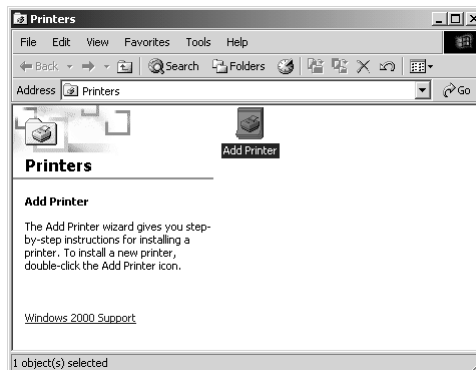 Printers
File Edit View Favorites Tools Help
Back Search Folders
Address Printers Go
Add Printer
Printers
Add Printer
The Add Printer wizard gives you step-
by-step instructions for installing a
printer. To install a new printer,
double-click the Add Printer icon.
Windows 2000 Support
1 object(s) selected